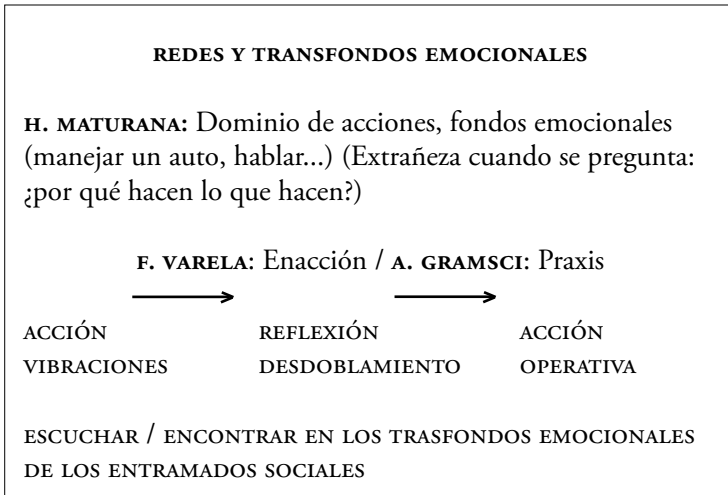 REDES Y TRANSFONDOS EMOCIONALES
H. MATURANA: Dominio de acciones, fondos emocionales
(manejar un auto, hablar...) (Extrañeza cuando se pregunta:
¿por qué hacen lo que hacen?)
F. VARELA: Enacción / A. GRAMSCI: Praxis
ACCIÓN REFLEXIÓN ACCIÓN
VIBRACIONES DESDOBLAMIENTO OPERATIVA
ESCUCHAR / ENCONTRAR EN LOS TRASFONDOS EMOCIONALES
DE LOS ENTRAMADOS SOCIALES